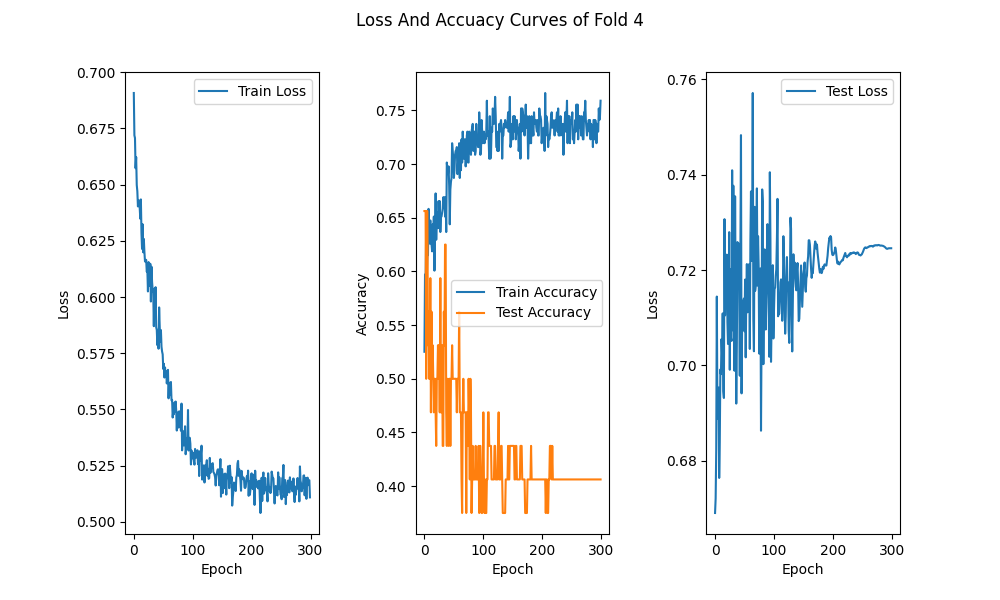 Loss And Accuacy Curves of Fold 4
0.700
0.675
0.650
0.625
0.600
0.575
0.550
0.525
0.500
Loss
0 100 200 300
Epoch
Train Loss
0.75
0.70
0.65
0.60
0.55
0.50
0.45
0.40
Accuracy
0 100 200 300
Epoch
Train Accuracy
Test Accuracy
0.76
0.74
0.72
0.70
0.68
Loss
0 100 200 300
Epoch
Test Loss